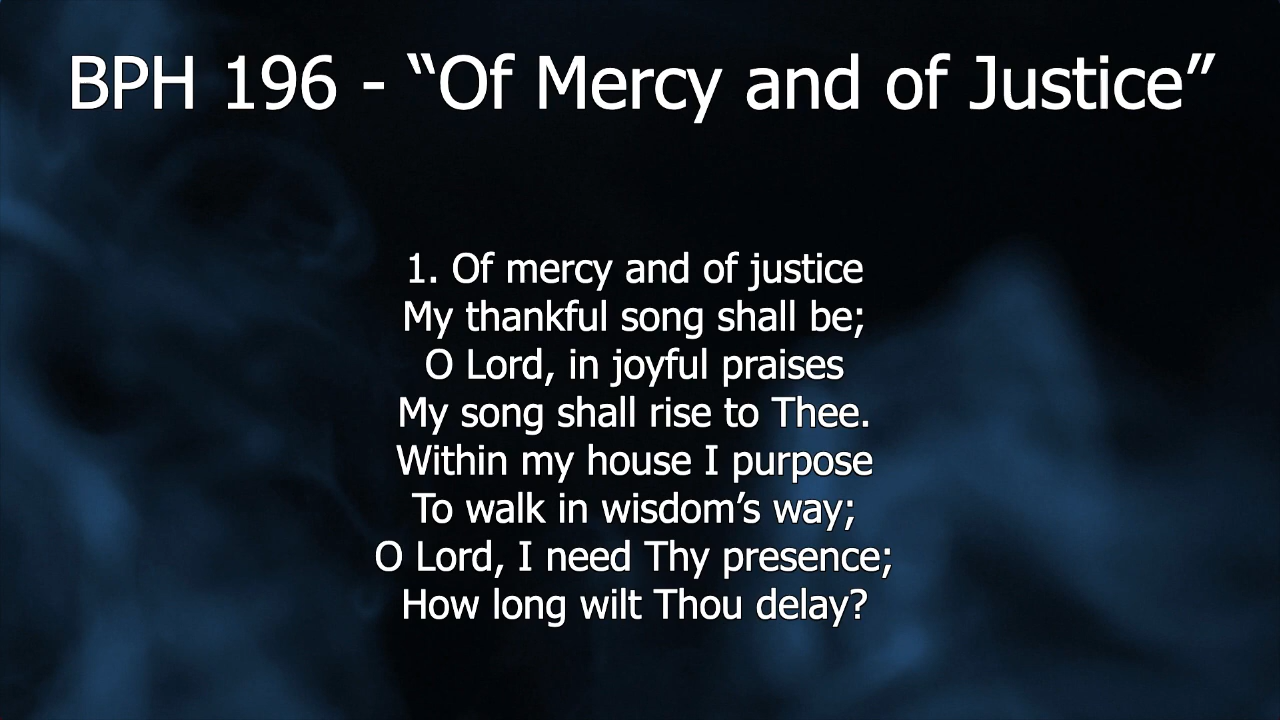 BPH 196 - “Of Mercy and of Justice”
1. Of mercy and of justice
My thankful song shall be;
O Lord, in joyful praises
My song shall rise to Thee.
Within my house I purpose
To walk in wisdom’s way;
O Lord, I need Thy presence;
How long wilt Thou delay?